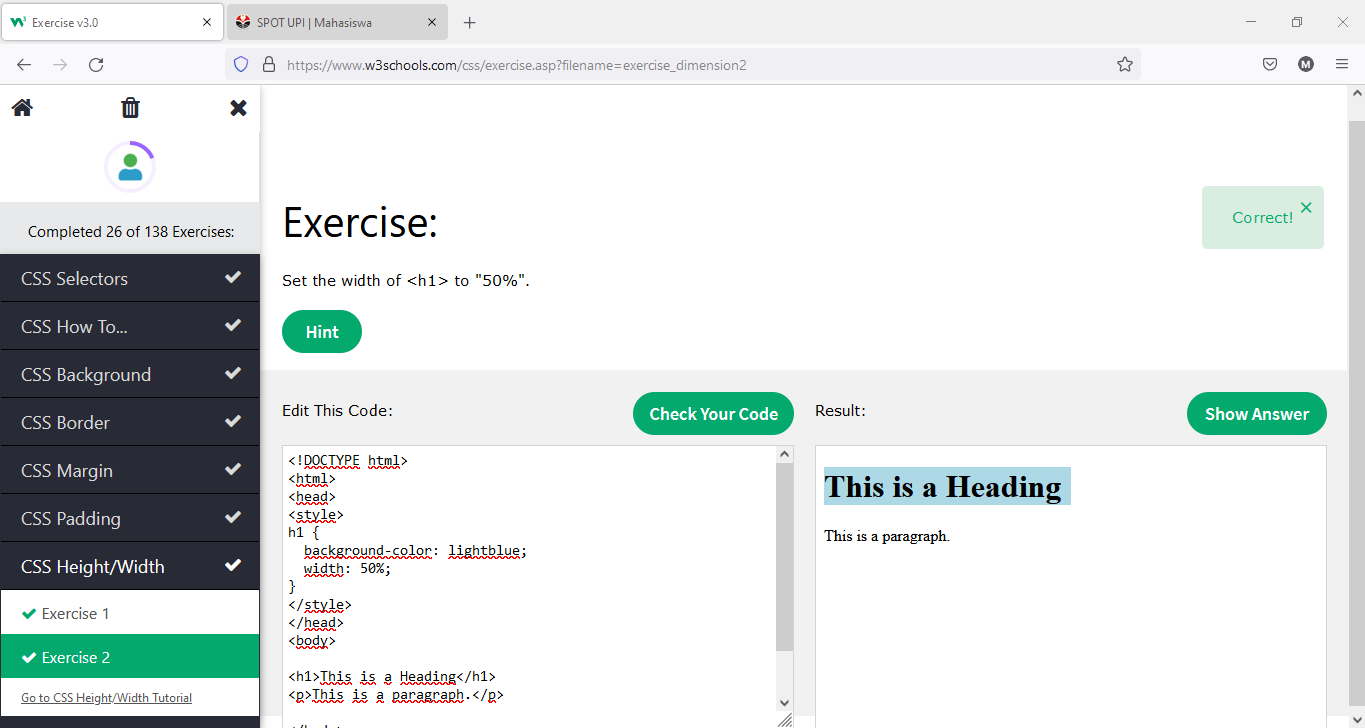 Exercise v3.0
SPOT UPI | Mahasiswa
https://www.w3schools.com/css/exercise.asp?filename=exercise_dimension2
M
Completed 26 of 138 Exercises:
CSS Selectors
CSS How To...
CSS Background
CSS Border
CSS Margin
CSS Padding
CSS Height/Width
Exercise 1
Exercise 2
Go to CSS Height/Width Tutorial
Exercise:
Correct!
Set the width of <h1> to "50%".
Hint
Edit This Code:
Check Your Code
<!DOCTYPE html>
<html>
<head>
<style>
h1 {
  background-color: lightblue;
  width: 50%;
}
</style>
</head>
<body>
<h1>This is a Heading</h1>
<p>This is a paragraph.</p>
Result:
Show Answer
This is a Heading
This is a paragraph.